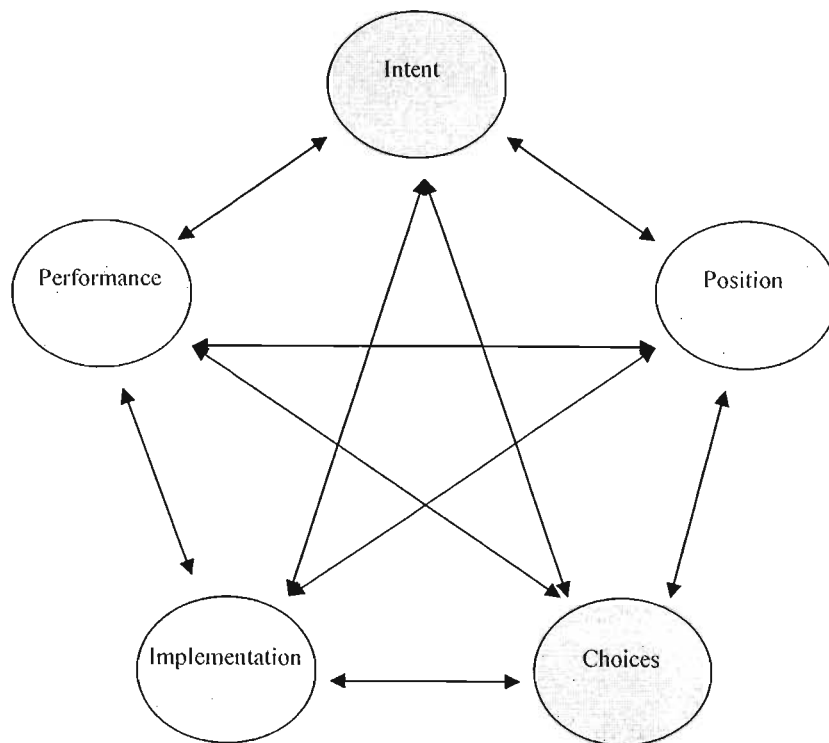 Intent
Performance
Position
Implementation
Choices